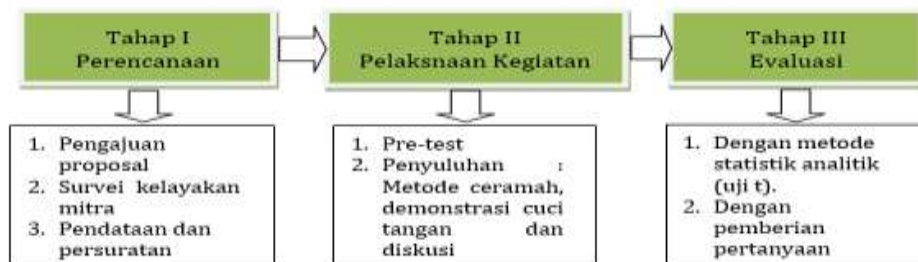 Tahap I
Perencanaan
Tahap II
Pelaksnaan Kegiatan
Tahap III
Evaluasi
1. Pengajuan
proposal
2. Survei kelayakan
mitra
3. Pendataan dan
persuratan
1. Pre-test
2. Penyuluhan :
Metode ceramah,
demonstrasi cuci
tangan dan
diskusi
1. Dengan metode
statistik analitik
(uji t).
2. Dengan
pemberian
pertanyaan